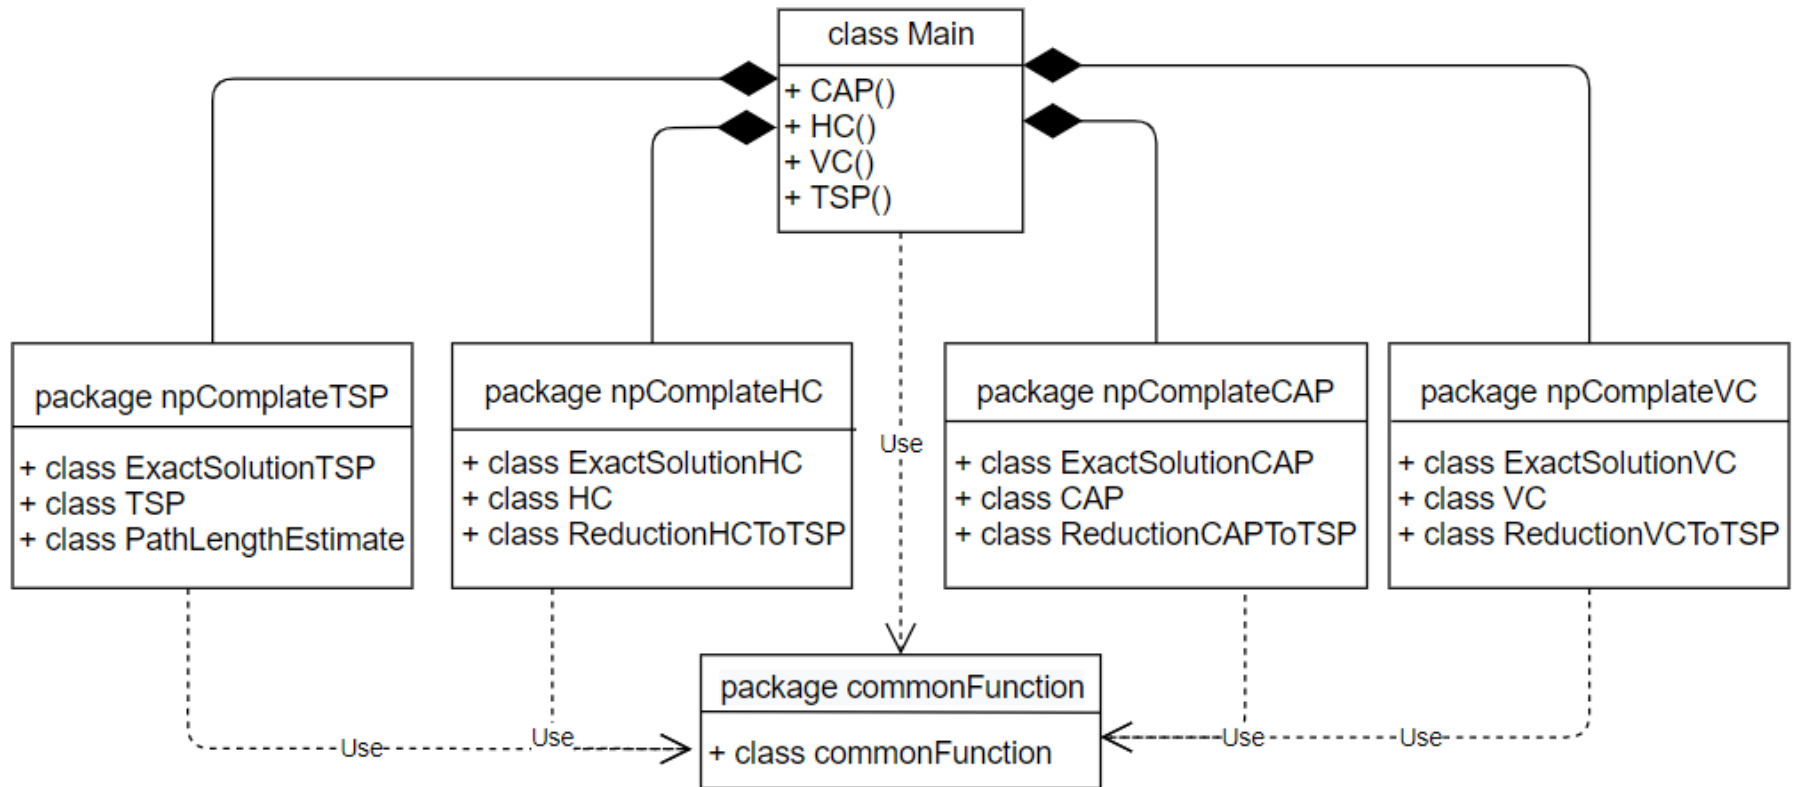 class Main
+ CAP()
+ HC()
+ VC()
+ TSP()
package npComplateTSP
+ class ExactSolutionTSP
+ class TSP
+ class PathLengthEstimate
package npComplateHC
+ class ExactSolutionHC
+ class HC
+ class ReductionHCToTSP
Use
package npComplateCAP
+ class ExactSolutionCAP
+ class CAP
+ class ReductionCAPToTSP
package npComplateVC
+ class ExactSolutionVC
+ class VC
+ class ReductionVCToTSP
Use
Use
package commonFunction
+ class commonFunction
Use
Use